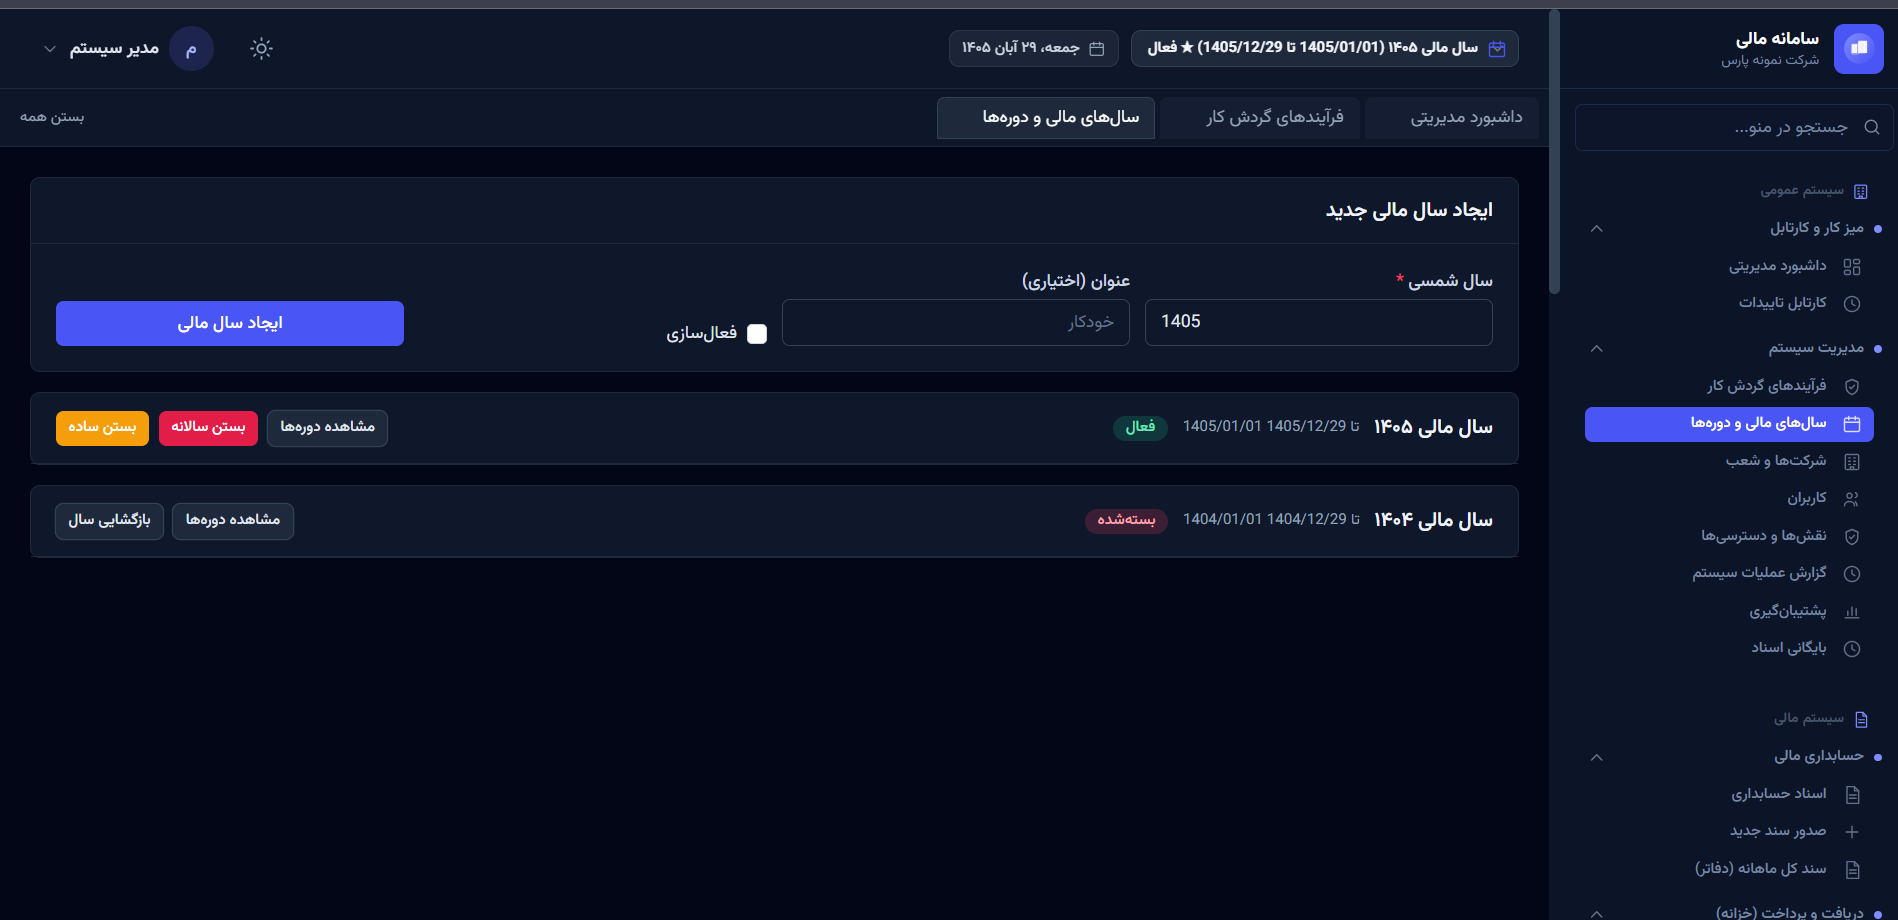 سامانه مالی
شرکت نمونه پارس
جستجو در منو...
سیستم عمومی
میز کار و کارتابل
داشبورد مدیریتی
کارتابل تاییدات
مدیریت سیستم
فرآیندهای گردش کار
سال‌های مالی و دوره‌ها
شرکت‌ها و شعب
کاربران
نقش‌ها و دسترسی‌ها
گزارش عملیات سیستم
پشتیبان‌گیری
بایگانی اسناد
سیستم مالی
حسابداری مالی
اسناد حسابداری
صدور سند جدید
سند کل ماهانه (دفاتر)
دریافت و پرداخت (خزانه)
سال مالی ۱۴۰۵ (1405/01/01 تا 1405/12/29) ★ فعال
جمعه، ۲۹ آبان ۱۴۰۵
م
مدیر سیستم
داشبورد مدیریتی
فرآیندهای گردش کار
سال‌های مالی و دوره‌ها
بستن همه
ایجاد سال مالی جدید
سال شمسی *
1405
عنوان (اختیاری)
خودکار
فعال‌سازی
ایجاد سال مالی
سال مالی ۱۴۰۵
1405/01/01 تا 1405/12/29
فعال
مشاهده دوره‌ها
بستن سالانه
بستن ساده
سال مالی ۱۴۰۴
1404/01/01 تا 1404/12/29
بسته‌شده
مشاهده دوره‌ها
بازگشایی سال